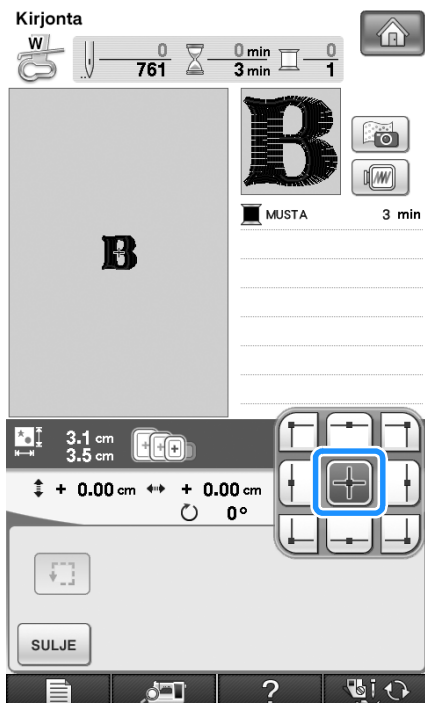 Kirjonta
W
0
761
0 min
3 min
0
1
B
MUSTA 3 min
B
3.1 cm
3.5 cm
+ 0.00 cm + 0.00 cm
0°
SULJE
?
i